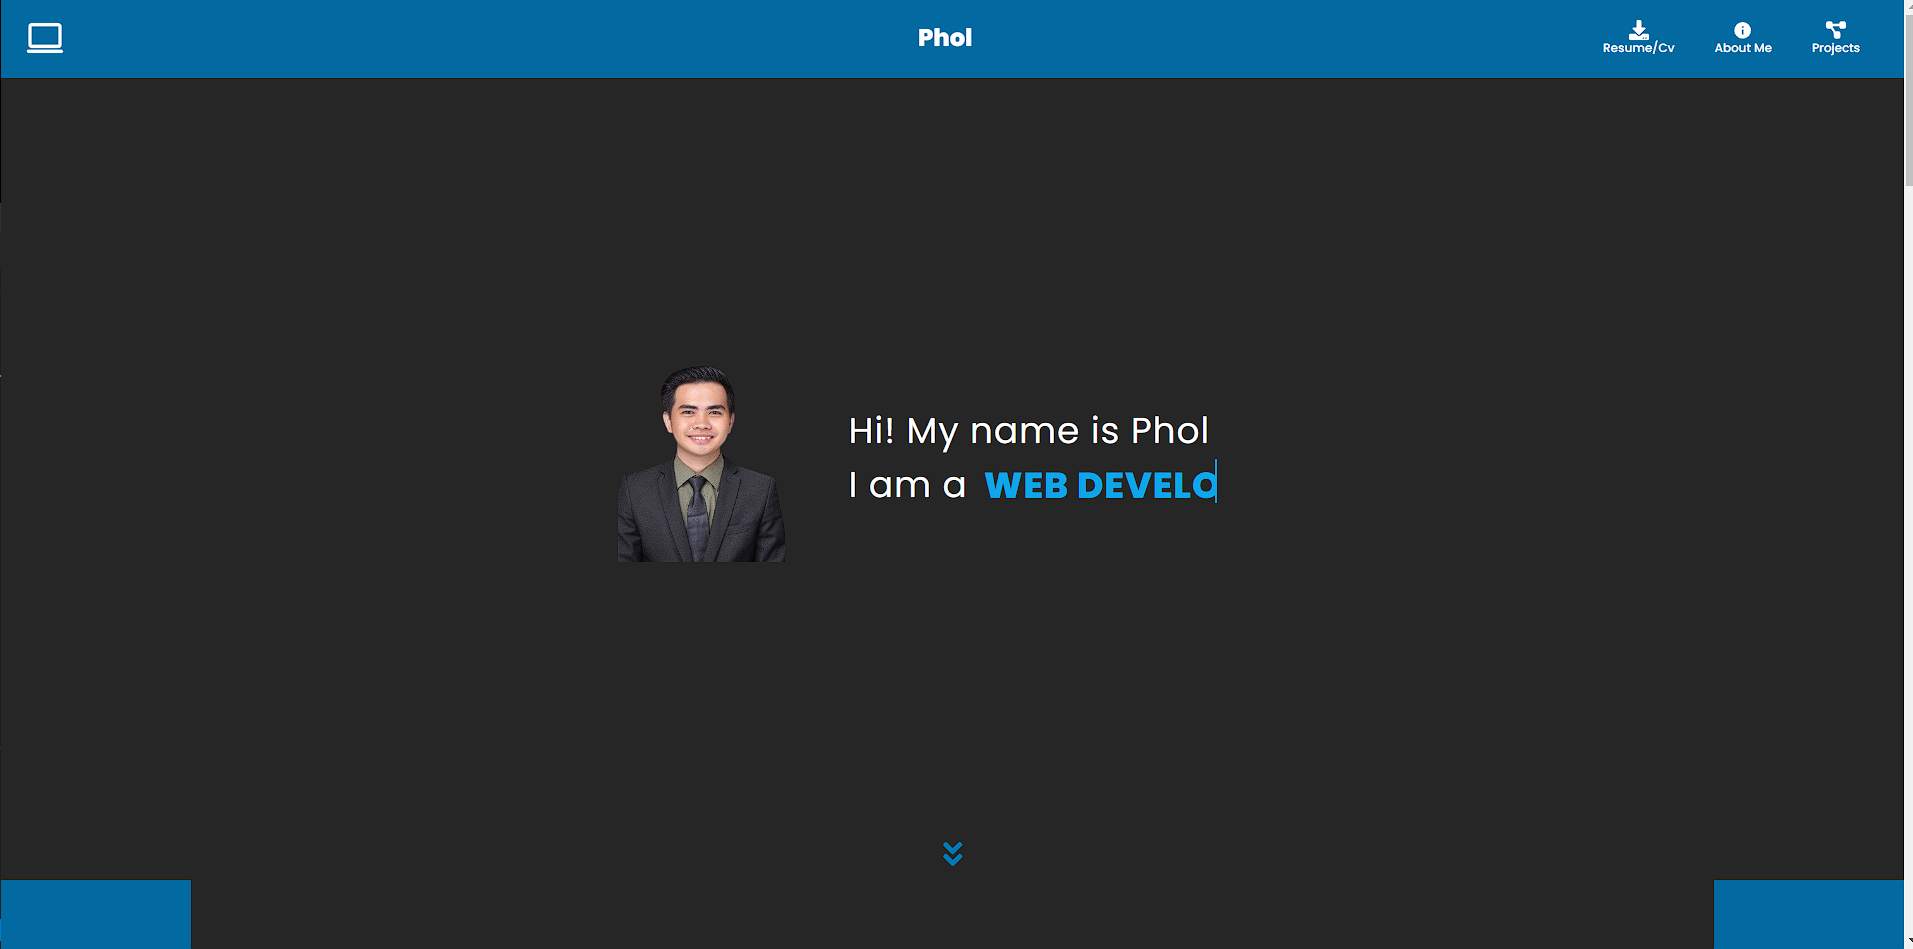 Phol
Resume/Cv
About Me
Projects
Hi! My name is Phol
I am a WEB DEVELO